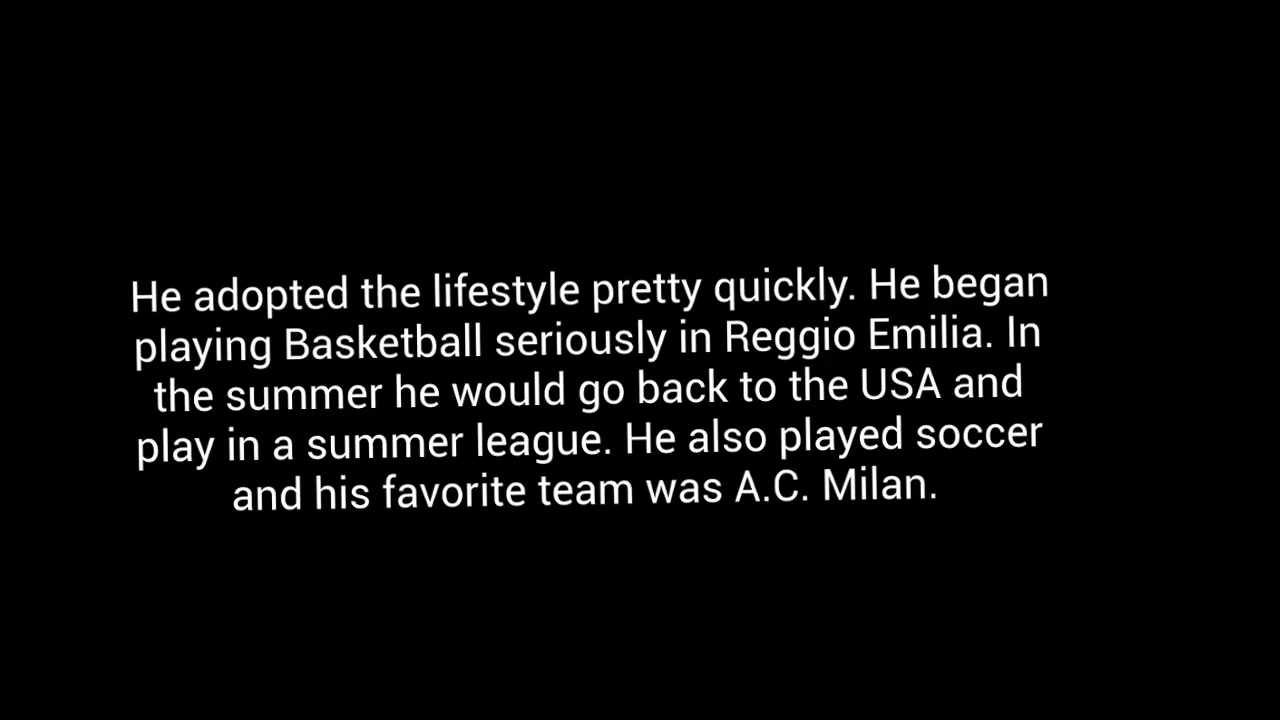 He adopted the lifestyle pretty quickly. He began
playing Basketball seriously in Reggio Emilia. In
the summer he would go back to the USA and
play in a summer league. He also played soccer
and his favorite team was A.C. Milan.